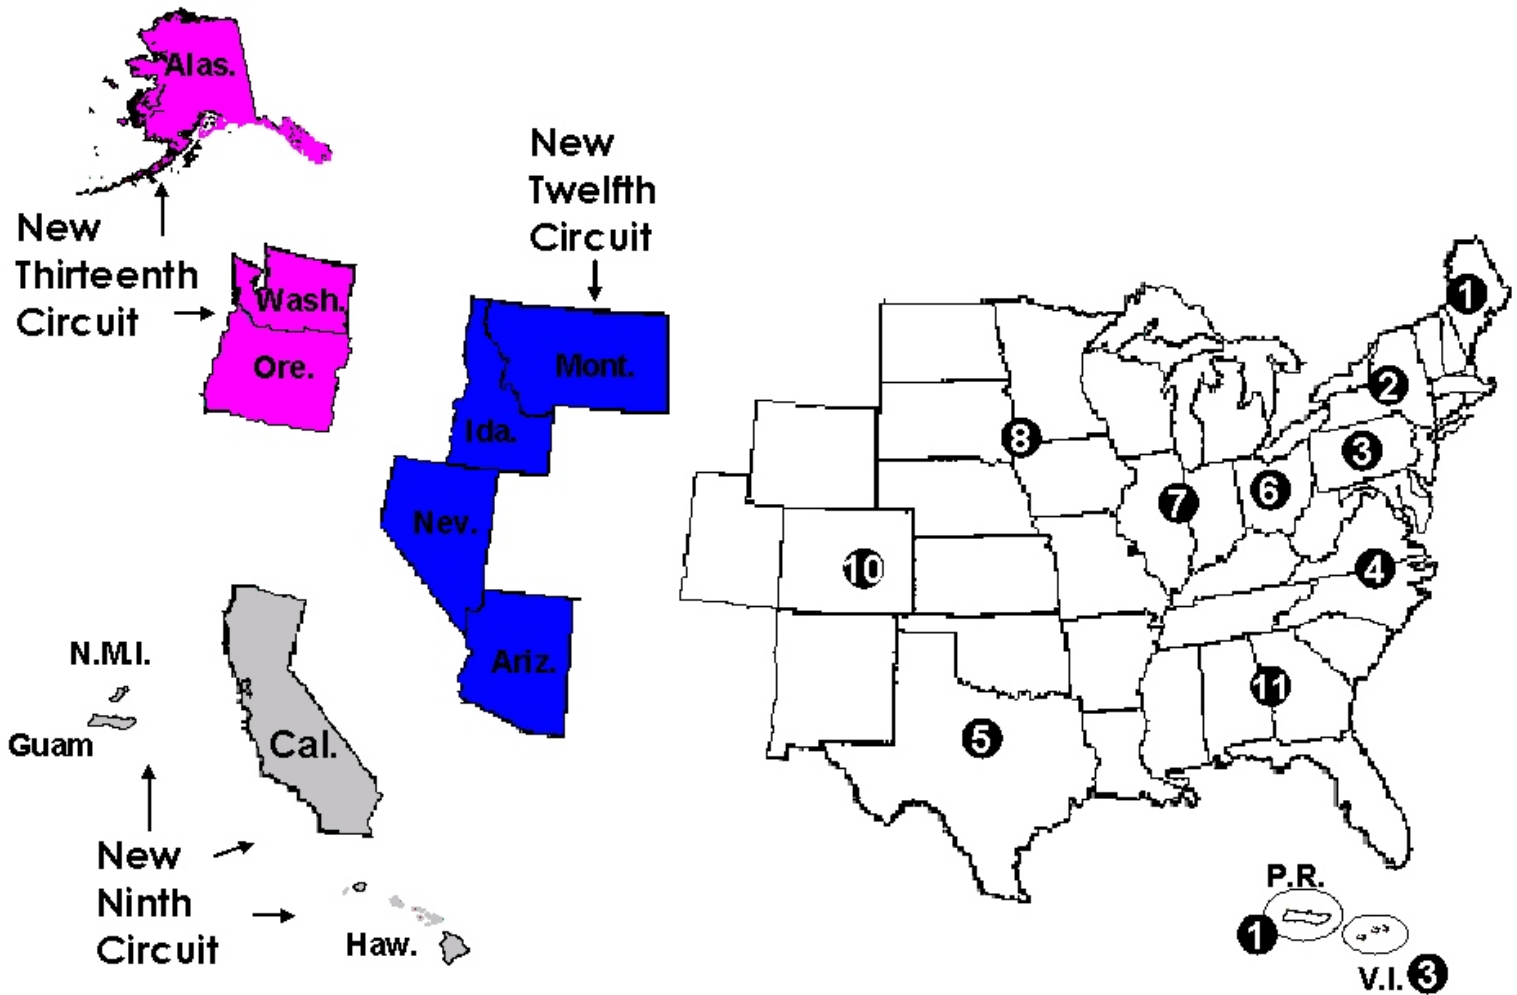 Alas.
New
Thirteenth
Circuit
Wash.
Ore.
New
Twelfth
Circuit
Mont.
Ida.
Nev.
Ariz.
N.M.I.
Guam
Cal.
New
Ninth
Circuit
Haw.
1
2
3
8
7
6
10
4
11
5
P.R.
1
V.I. 3